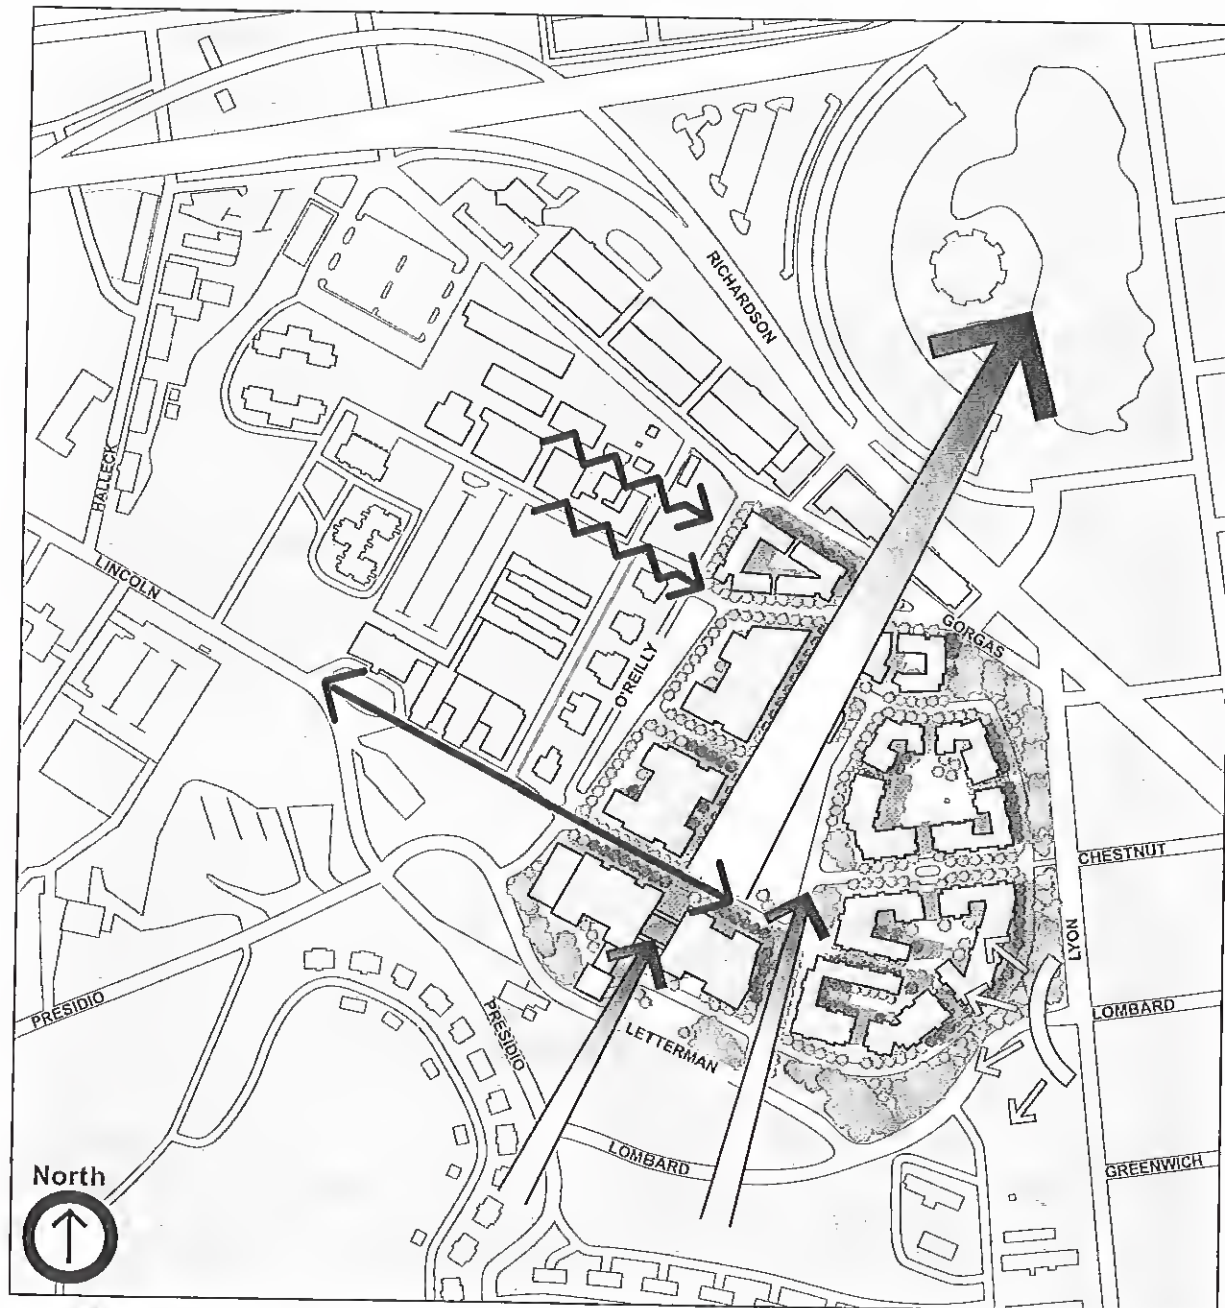 RICHARDSON
HALLECK
LINCOLN
O'REILLY
GORGAS
CHESTNUT
LYON
PRESIDIO
PRESIDIO
LETTERMAN
LOMBARD
LOMBARD
GREENWICH
North